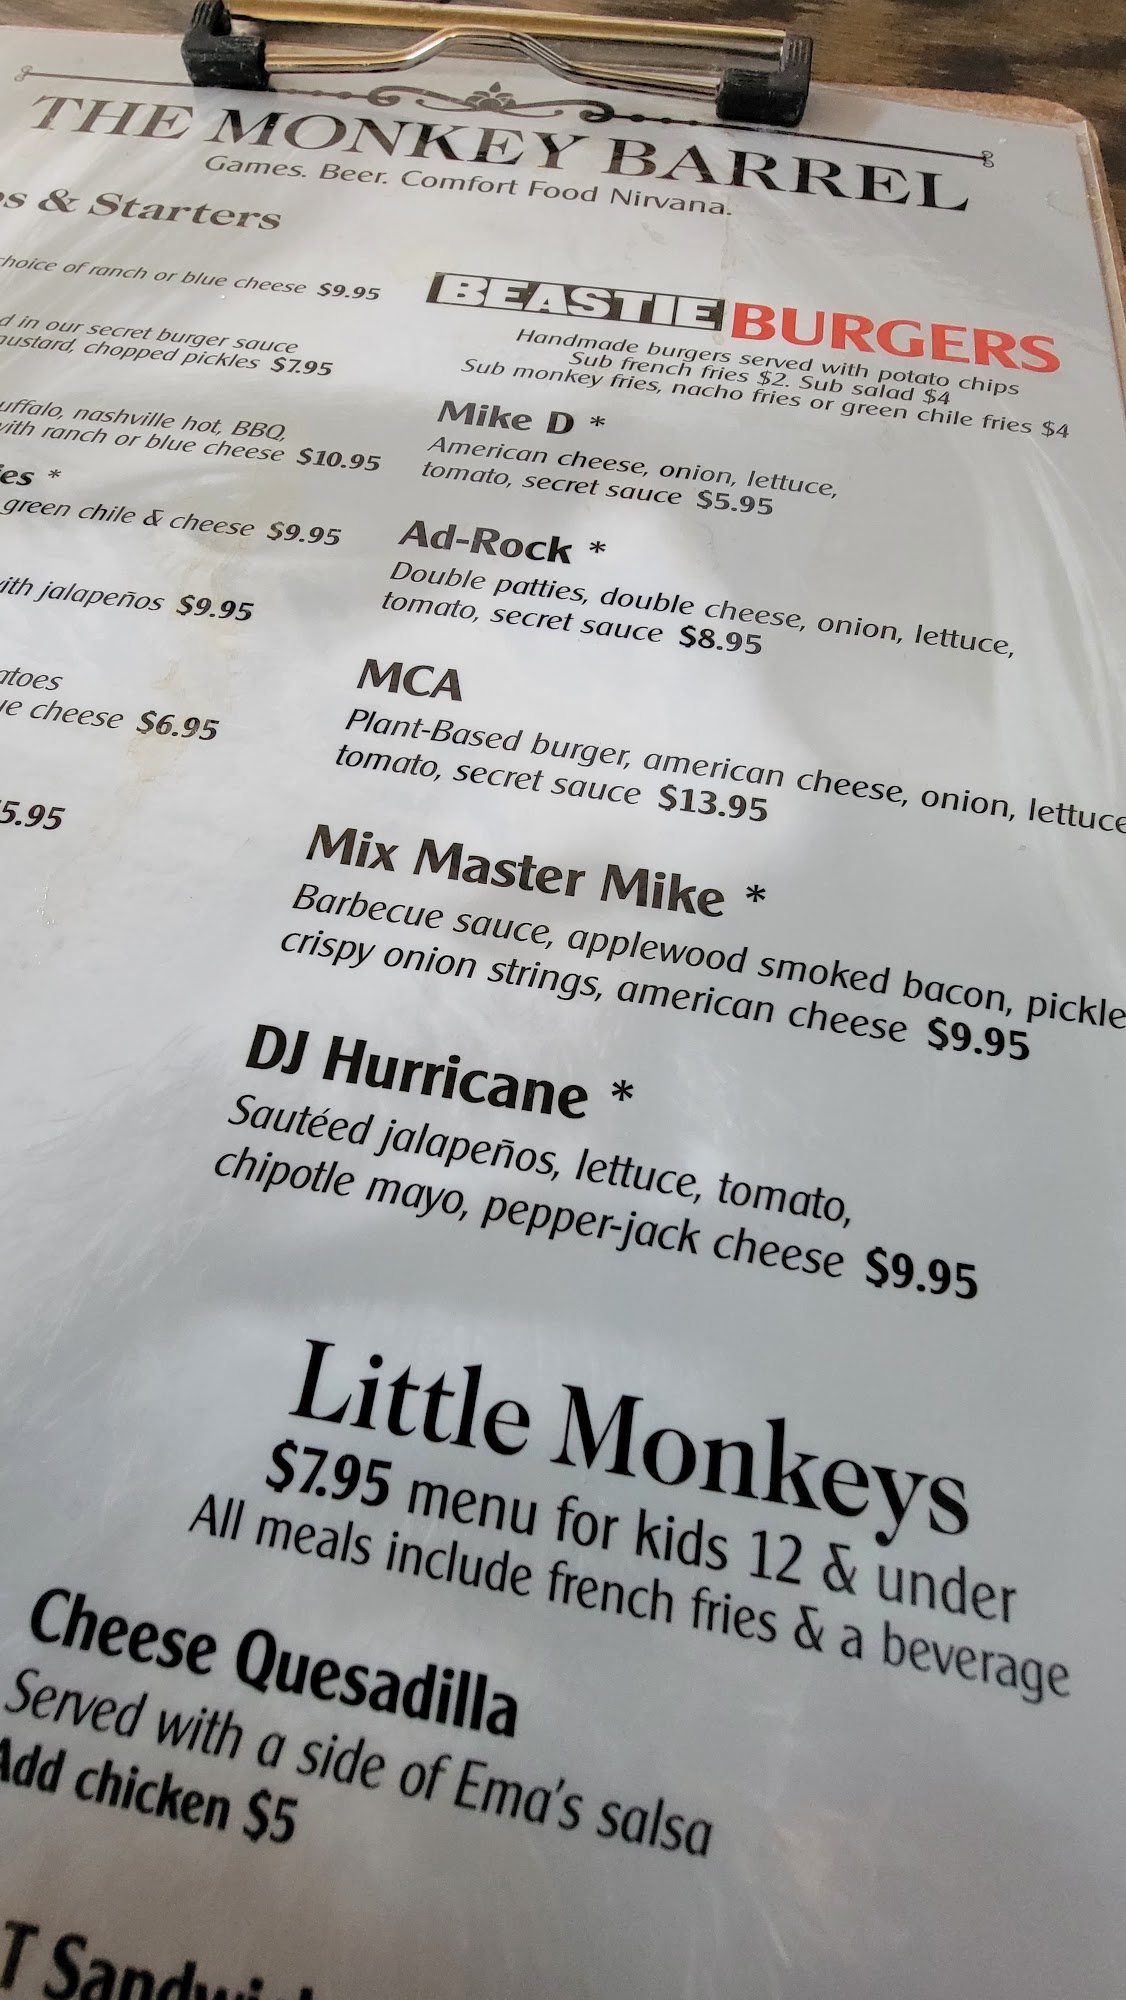 THE MONKEY BARREL
Games. Beer. Comfort Food Nirvana.
& Starters
choice of ranch or blue cheese $9.95
in our secret burger sauce
mustard, chopped pickles $7.95
buffalo, nashville hot, BBQ,
with ranch or blue cheese $10.95
*
green chile & cheese $9.95
with jalapeños $9.95
cheese $6.95
5.95
BEASTIE BURGERS
Handmade burgers served with potato chips
Sub french fries $2. Sub salad $4
Sub monkey fries, nacho fries or green chile fries $4
Mike D *
American cheese, onion, lettuce,
tomato, secret sauce $5.95
Ad-Rock *
Double patties, double cheese, onion, lettuce,
tomato, secret sauce $8.95
MCA
Plant-Based burger, american cheese, onion, lettuce
tomato, secret sauce $13.95
Mix Master Mike *
Barbecue sauce, applewood smoked bacon, pickle
crispy onion strings, american cheese $9.95
DJ Hurricane *
Sautéed jalapeños, lettuce, tomato,
chipotle mayo, pepper-jack cheese $9.95
Little Monkeys
$7.95 menu for kids 12 & under
All meals include french fries & a beverage
Cheese Quesadilla
Served with a side of Ema's salsa
Add chicken $5
T Sandwich